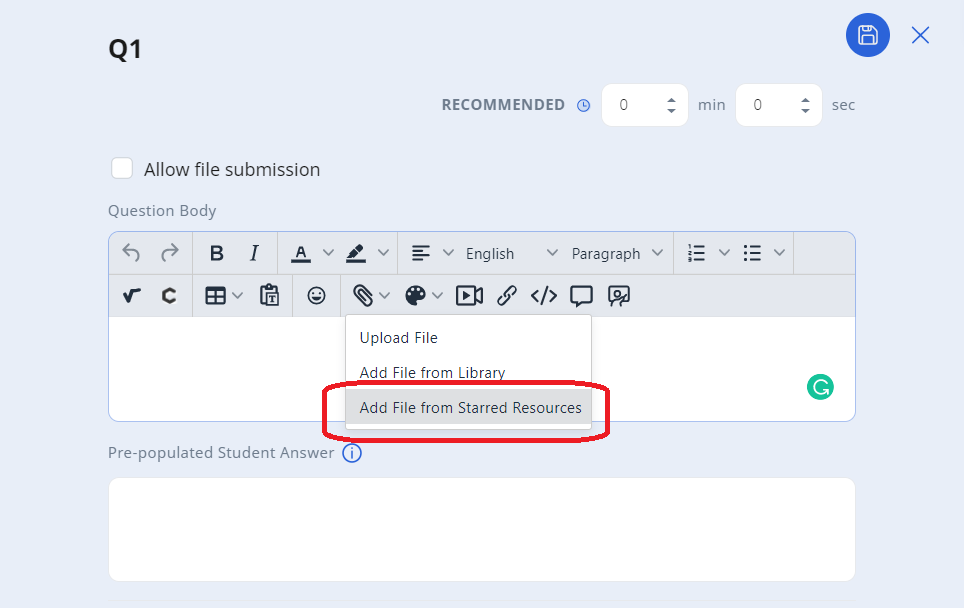 Q1
RECOMMENDED 0 min 0 sec
Allow file submission
Question Body
B I A English Paragraph
Upload File
Add File from Library
Add File from Starred Resources
Pre-populated Student Answer